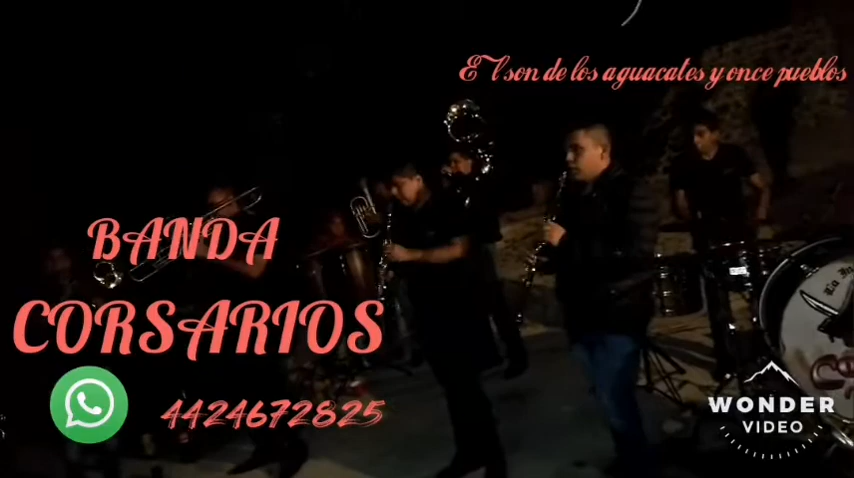 El son de los aguacates y once pueblos
BANDA
CORSARIOS
4424672825
WONDER
VIDEO